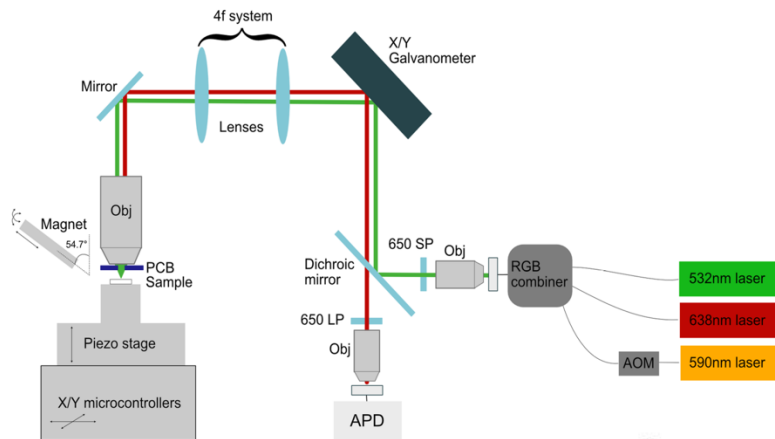 4f system
X/Y
Galvanometer
Mirror
Lenses
Obj
Magnet
54.7°
PCB
Sample
Dichroic
mirror
650 SP
Obj
RGB
combiner
532nm laser
638nm laser
590nm laser
AOM
650 LP
Obj
APD
Piezo stage
X/Y microcontrollers